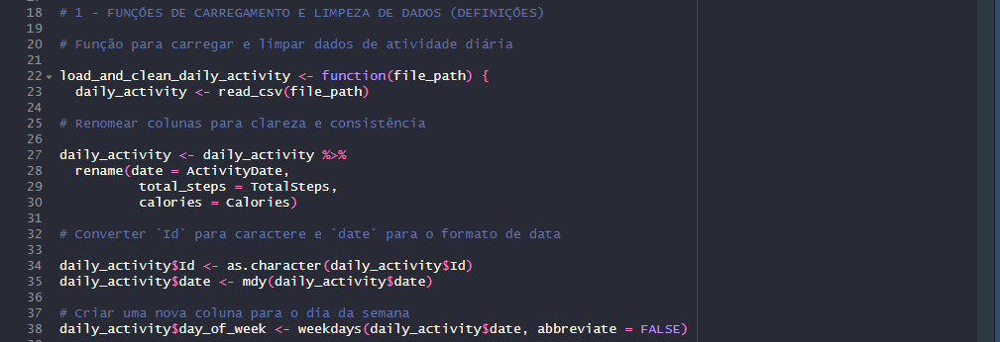 18 # 1 - FUNÇÕES DE CARREGAMENTO E LIMPEZA DE DADOS (DEFINIÇÕES)
19
20 # Função para carregar e limpar dados de atividade diária
21
22 load_and_clean_daily_activity <- function(file_path) {
23 daily_activity <- read_csv(file_path)
24
25 # Renomear colunas para clareza e consistência
26
27 daily_activity <- daily_activity %>%
28 rename(date = ActivityDate,
29 total_steps = TotalSteps,
30 calories = Calories)
31
32 # Converter `Id` para caractere e `date` para o formato de data
33
34 daily_activity$Id <- as.character(daily_activity$Id)
35 daily_activity$date <- mdy(daily_activity$date)
36
37 # Criar uma nova coluna para o dia da semana
38 daily_activity$day_of_week <- weekdays(daily_activity$date, abbreviate = FALSE)